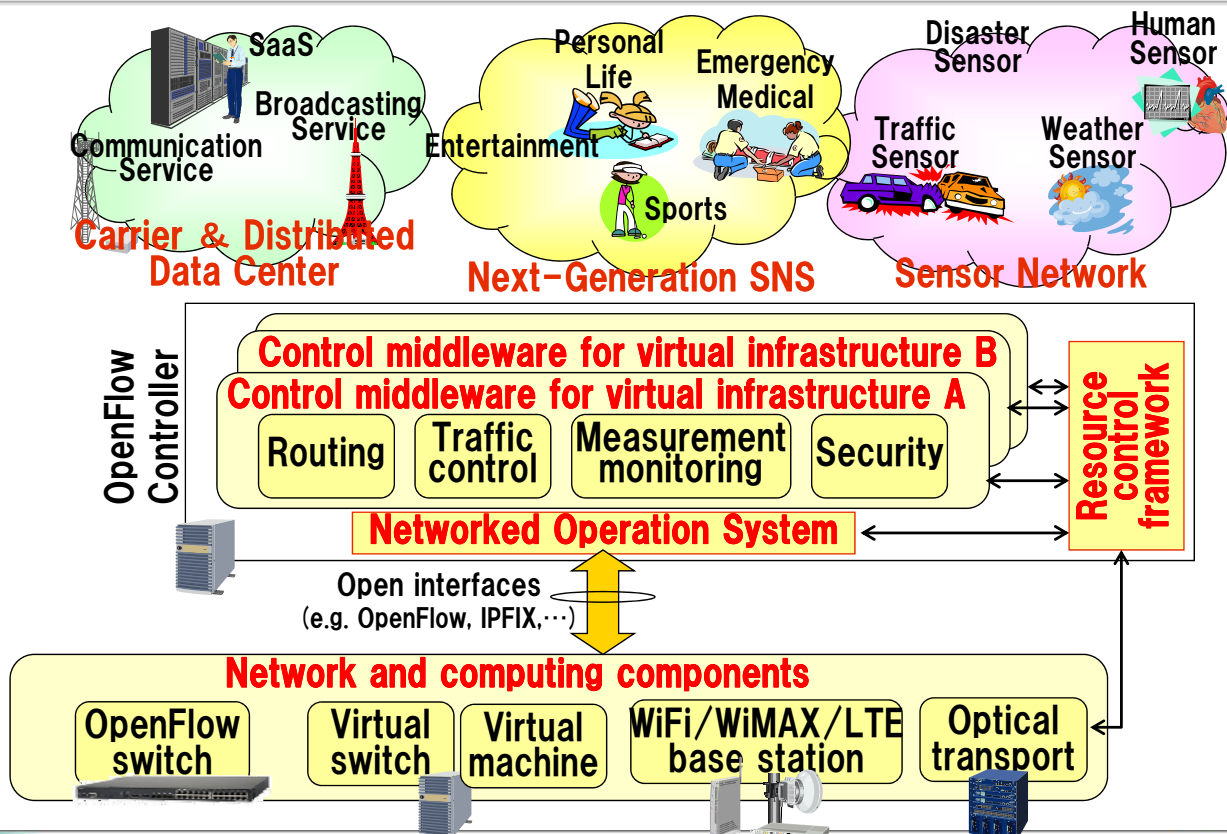 SaaS
Broadcasting
Service
Communication
Service
Carrier & Distributed
Data Center
Personal
Life
Emergency
Medical
Entertainment
Sports
Next-Generation SNS
Disaster
Sensor
Human
Sensor
Traffic
Sensor
Weather
Sensor
Sensor Network
OpenFlow
Controller
Control middleware for virtual infrastructure B
Control middleware for virtual infrastructure A
Routing
Traffic
control
Measurement
monitoring
Security
Resource
control
framework
Networked Operation System
Open interfaces
(e.g. OpenFlow, IPFIX,…)
Network and computing components
OpenFlow
switch
Virtual
switch
Virtual
machine
WiFi/WiMAX/LTE
base station
Optical
transport